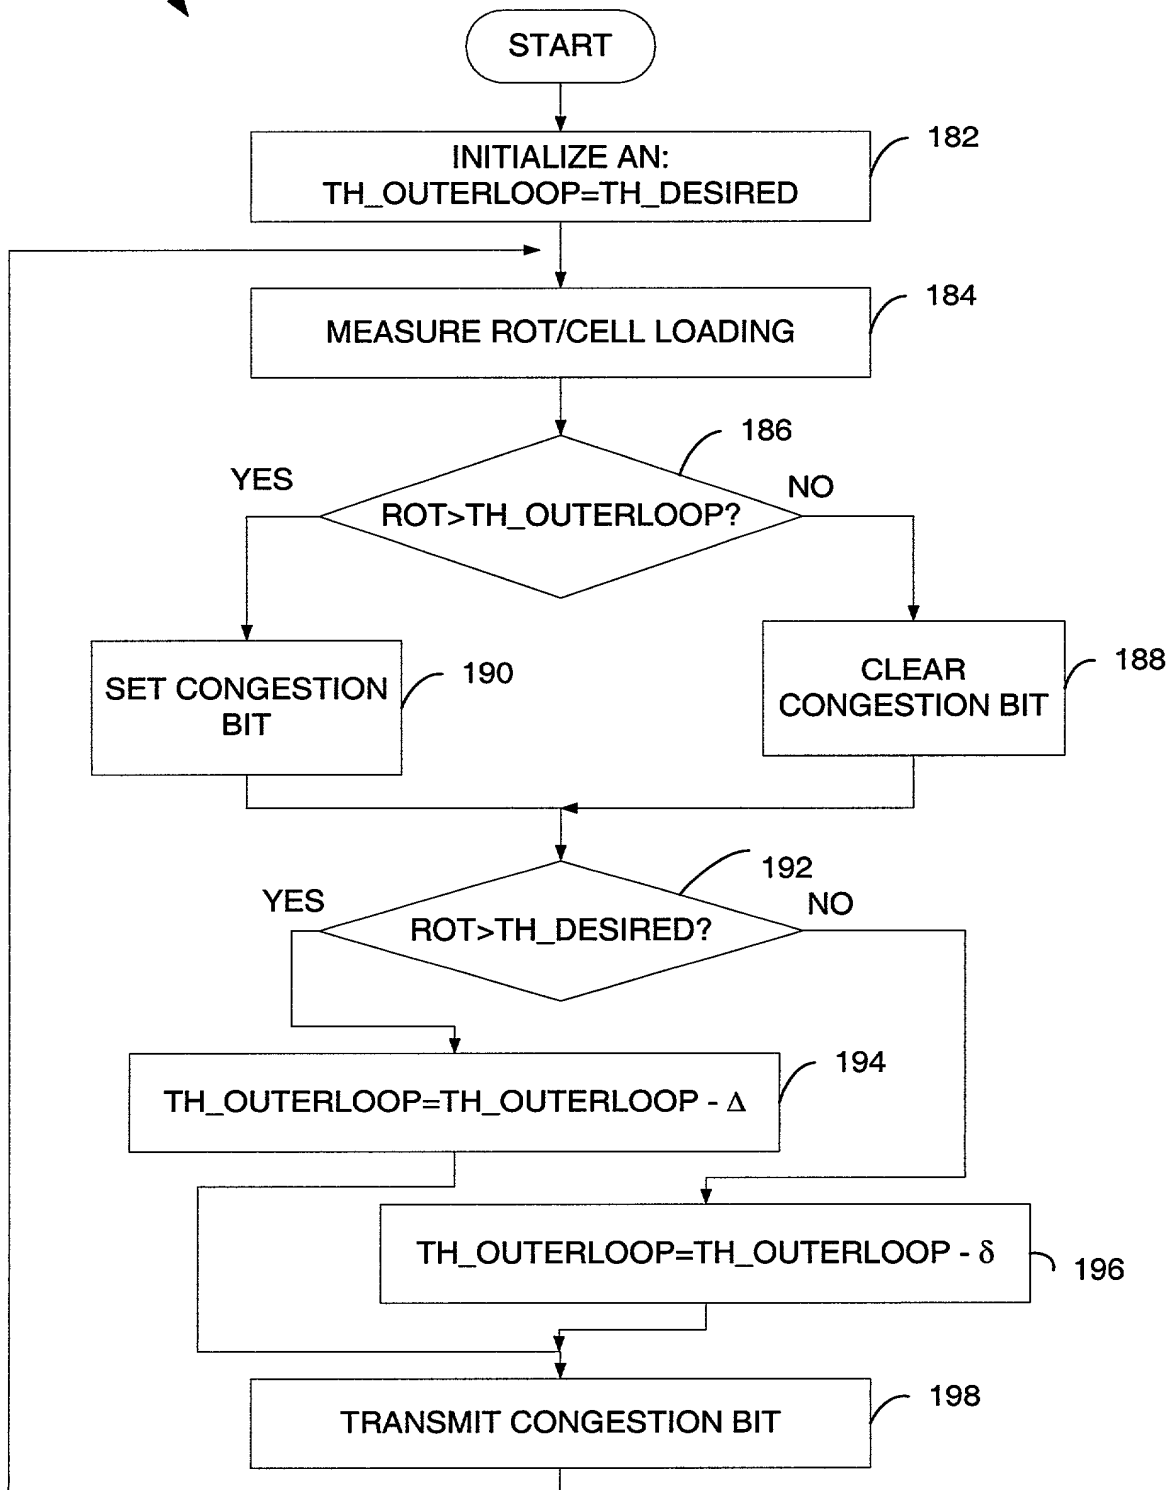 START
INITIALIZE AN:
TH_OUTERLOOP=TH_DESIRED
182
MEASURE ROT/CELL LOADING
184
186
YES
NO
ROT>TH_OUTERLOOP?
SET CONGESTION
BIT
190
CLEAR
CONGESTION BIT
188
192
YES
NO
ROT>TH_DESIRED?
TH_OUTERLOOP=TH_OUTERLOOP - Δ
194
TH_OUTERLOOP=TH_OUTERLOOP - δ
196
TRANSMIT CONGESTION BIT
198